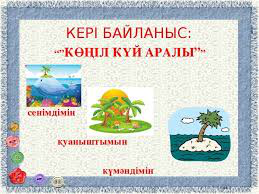 КЕРІ БАЙЛАНЫС:
“”КӨҢІЛ КҮЙ АРАЛЫ””
сенімдімін
қуаныштымын
күмәндімін